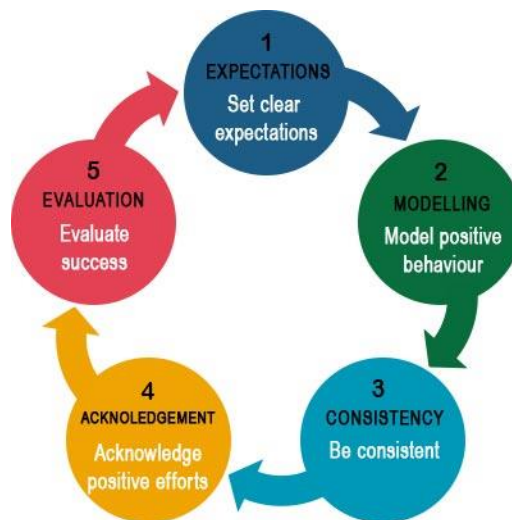 1
EXPECTATIONS
Set clear
expectations
2
MODELLING
Model positive
behaviour
3
CONSISTENCY
Be consistent
4
ACKNOLEDGEMENT
Acknowledge
positive efforts
5
EVALUATION
Evaluate
success